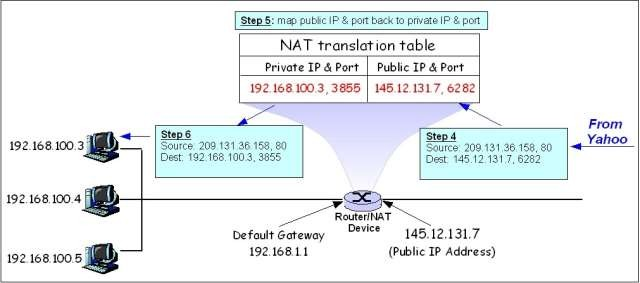 Step 5: map public IP & port back to private IP & port
NAT translation table
Private IP & Port
Public IP & Port
192.168.100.3, 3855
145.12.131.7, 6282
Step 6
Source: 209.131.36.158, 80
Dest: 192.168.100.3, 3855
Step 4
Source: 209.131.36.158, 80
Dest: 145.12.131.7, 6282
From
Yahoo
192.168.100.3
192.168.100.4
192.168.100.5
Router/NAT
Device
Default Gateway
192.168.1.1
145.12.131.7
(Public IP Address)